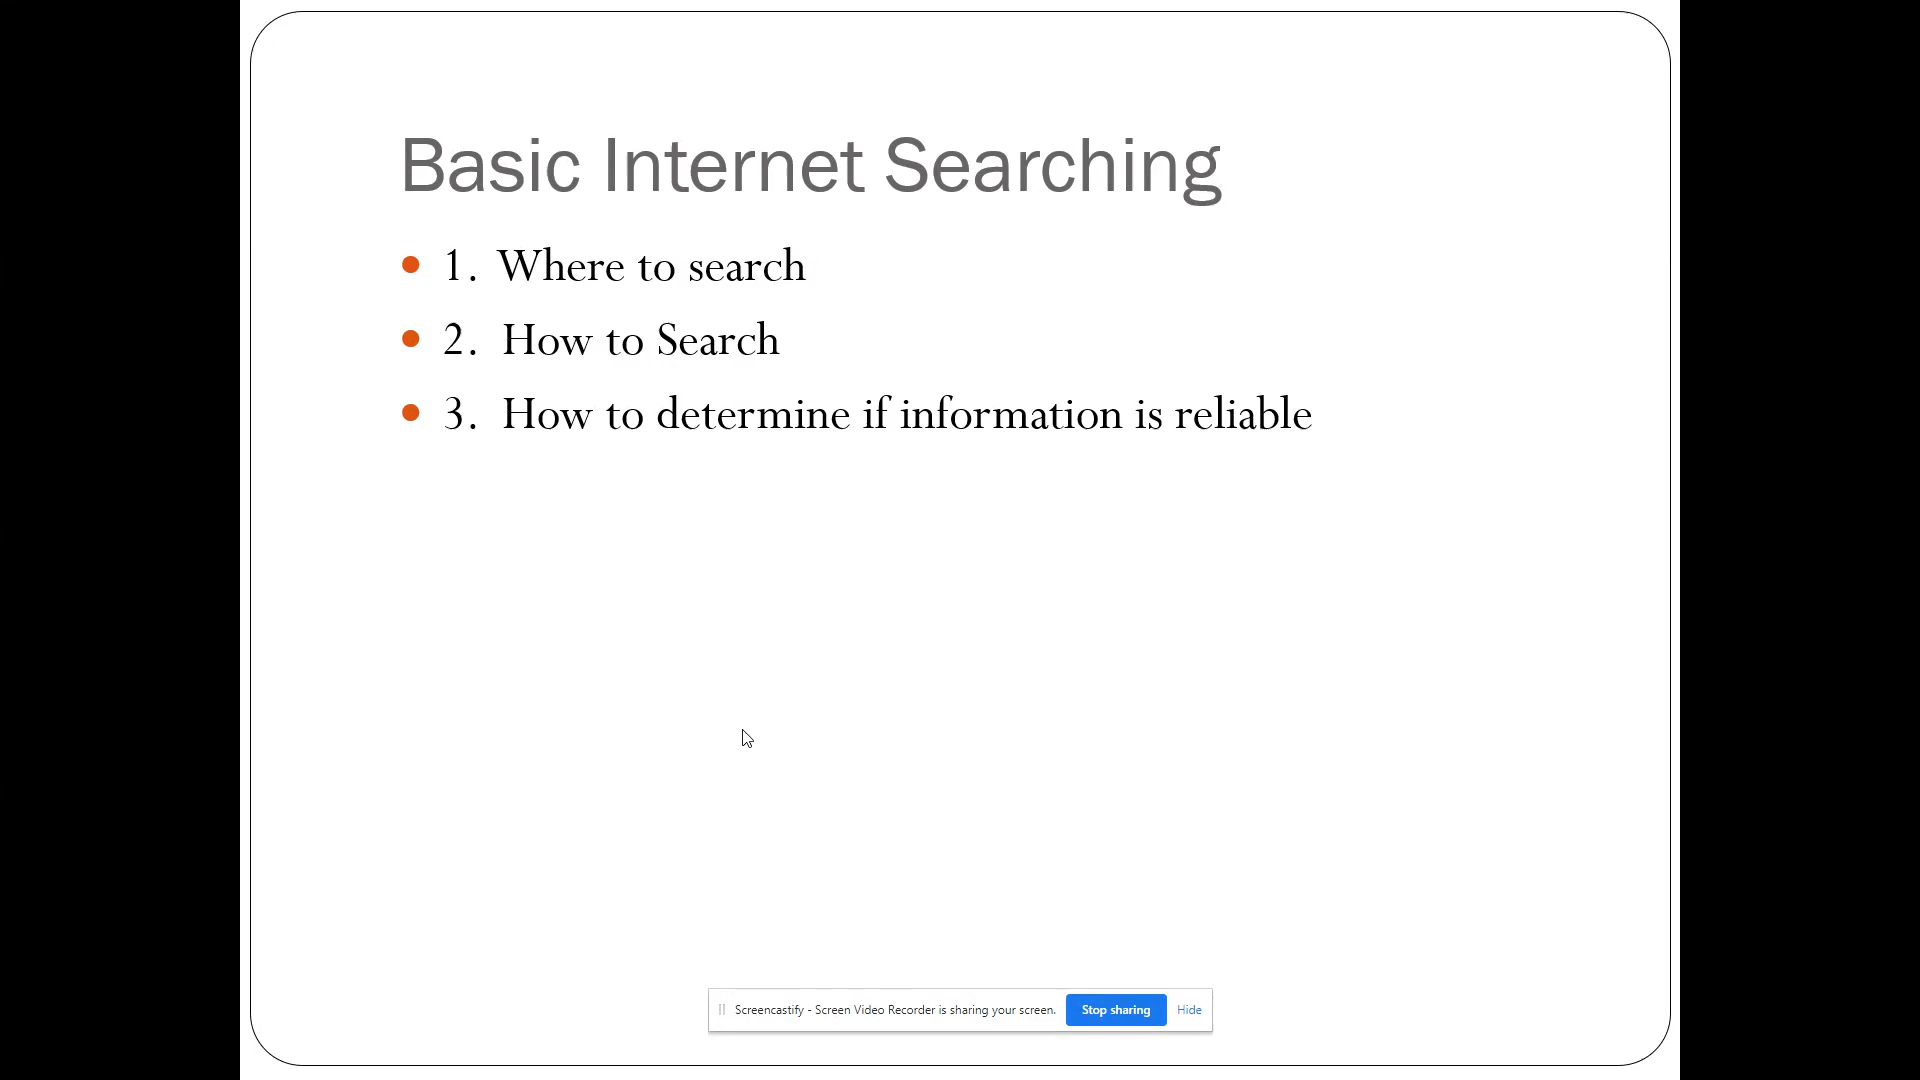 Basic Internet Searching
• 1. Where to search
• 2. How to Search
• 3. How to determine if information is reliable
Screencastify - Screen Video Recorder is sharing your screen. Stop sharing Hide